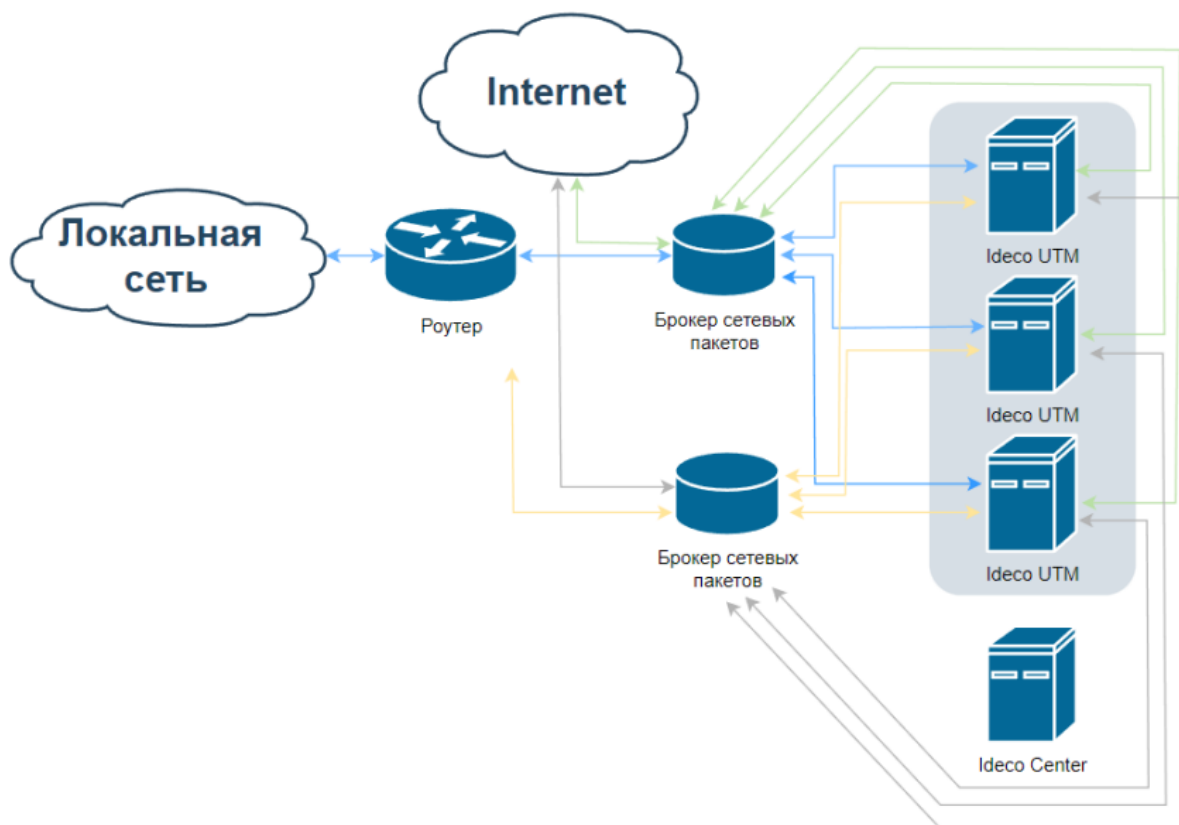 Internet
Локальная
сеть
Роутер
Брокер сетевых
пакетов
Ideco UTM
Ideco UTM
Брокер сетевых
пакетов
Ideco UTM
Ideco Center